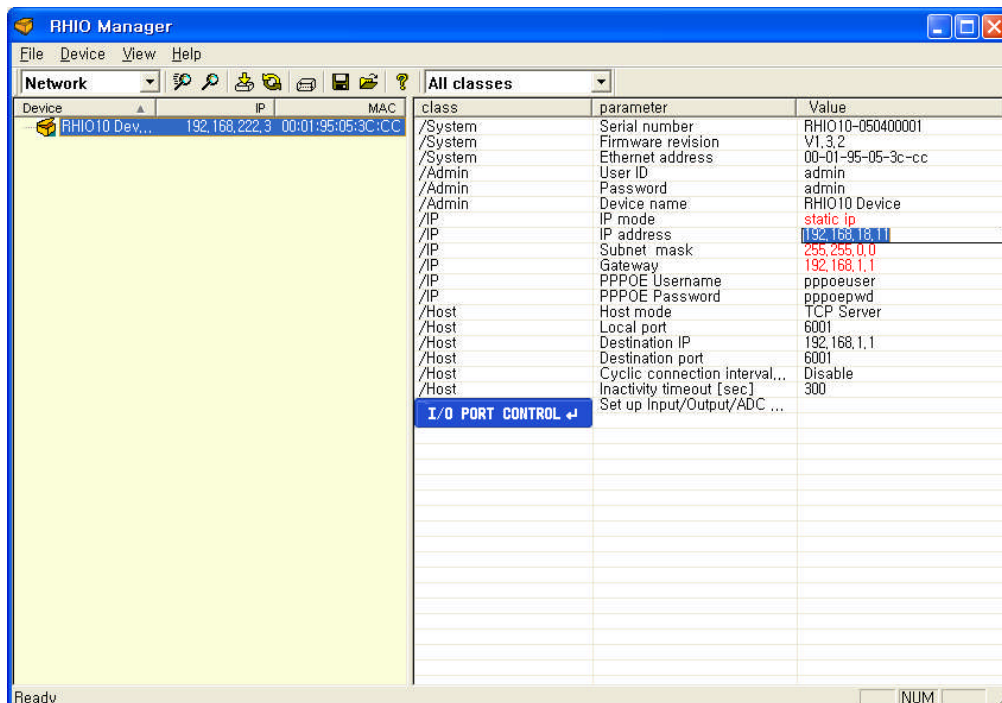 RHIO Manager
File Device View Help
Network All classes
Device IP MAC
RHIO10 Dev... 192,168,222,3 00:01:95:05:3C:CC
class parameter Value
/System Serial number RHIO10-050400001
/System Firmware revision V1,3,2
/System Ethernet address 00-01-95-05-3c-cc
/Admin User ID admin
/Admin Password admin
/Admin Device name RHIO10 Device
/IP IP mode static ip
/IP IP address 192,168,18,11
/IP Subnet mask 255,255,0,0
/IP Gateway 192,168,1,1
/IP PPPOE Username pppoeuser
/IP PPPOE Password pppoepwd
/Host Host mode TCP Server
/Host Local port 6001
/Host Destination IP 192,168,1,1
/Host Destination port 6001
/Host Cyclic connection interval,,, Disable
/Host Inactivity timeout [sec] 300
I/O PORT CONTROL ↵ Set up Input/Output/ADC ,,,
Ready NUM